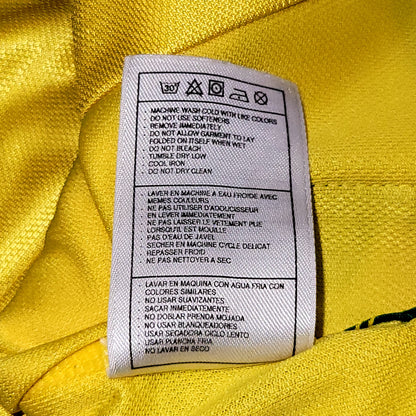 30°
· MACHINE WASH COLD WITH LIKE COLORS
· DO NOT USE SOFTENERS
· REMOVE IMMEDIATELY
· DO NOT ALLOW GARMENT TO LAY
FOLDED ON ITSELF WHEN WET
· DO NOT BLEACH
· TUMBLE DRY LOW
· COOL IRON
· DO NOT DRY CLEAN
· LAVER EN MACHINE A EAU FROIDE AVEC
MEMES COULEURS
· NE PAS UTILISER D'ADOUCISSEUR
· EN LEVER IMMEDIATEMENT
· NE PAS LAISSER LE VETEMENT PLIE
LORSQU'IL EST MOUILLE
· PAS D'EAU DE JAVEL
· SECHER EN MACHINE CYCLE DELICAT
· REPASSER FROID
· NE PAS NETTOYER A SEC
· LAVAR EN MAQUINA CON AGUA FRIA CON
COLORES SIMILARES
· NO USAR SUAVIZANTES
· SACAR INMEDIATAMENTE
· NO DOBLAR PRENDA MOJADA
· NO USAR BLANQUEADORES
· USAR SECADORA CICLO LENTO
· USAR PLANCHA FRIA
· NO LAVAR EN SECO